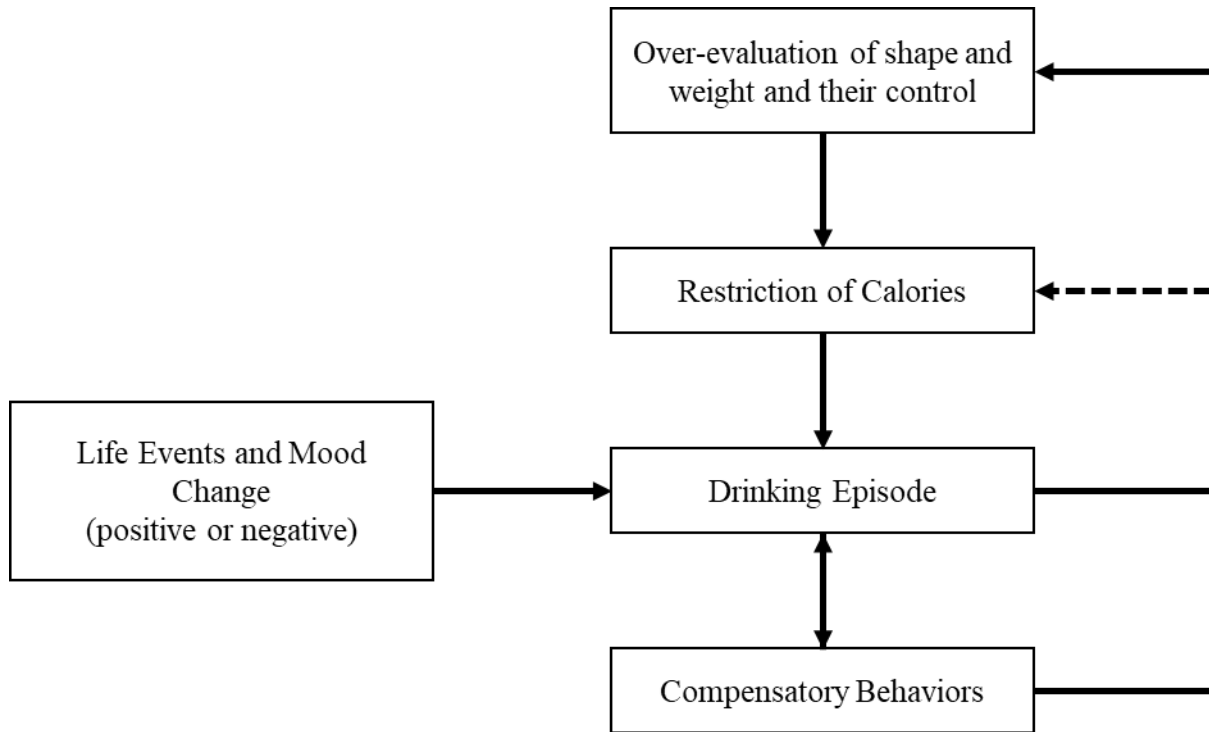 Over-evaluation of shape and
weight and their control
Restriction of Calories
Life Events and Mood
Change
(positive or negative)
Drinking Episode
Compensatory Behaviors